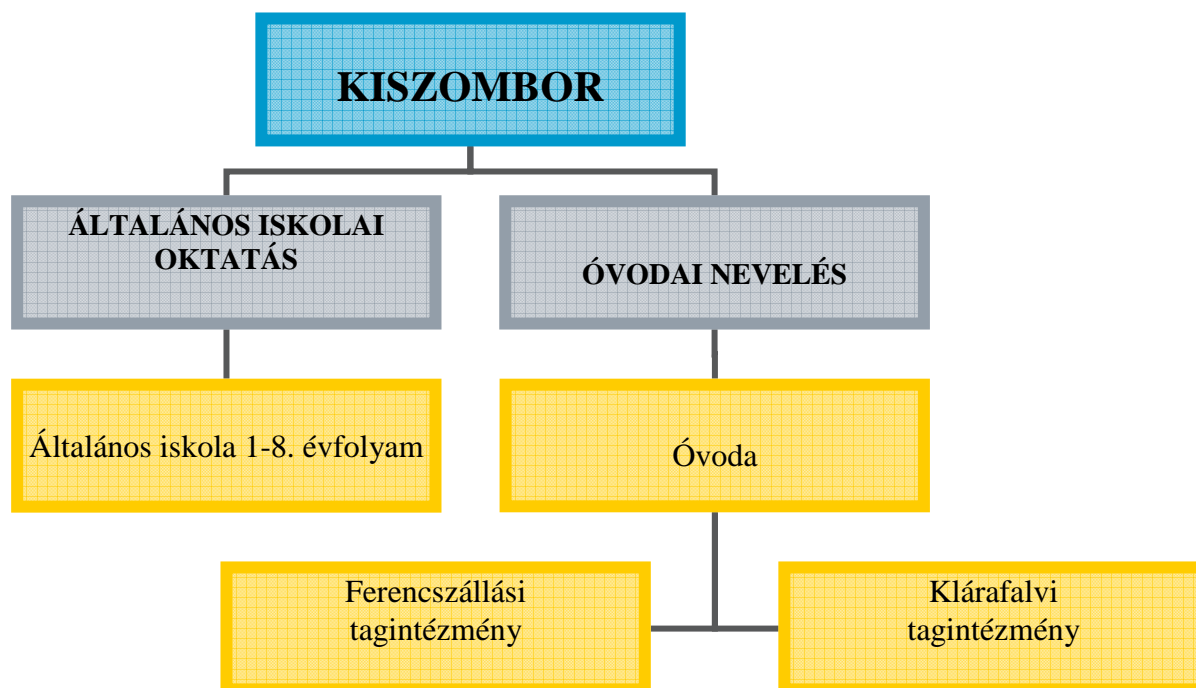 KISZOMBOR
ÁLTALÁNOS ISKOLAI
OKTATÁS
ÓVODAI NEVELÉS
Általános iskola 1-8. évfolyam
Óvoda
Ferencszállási
tagintézmény
Klárafalvi
tagintézmény